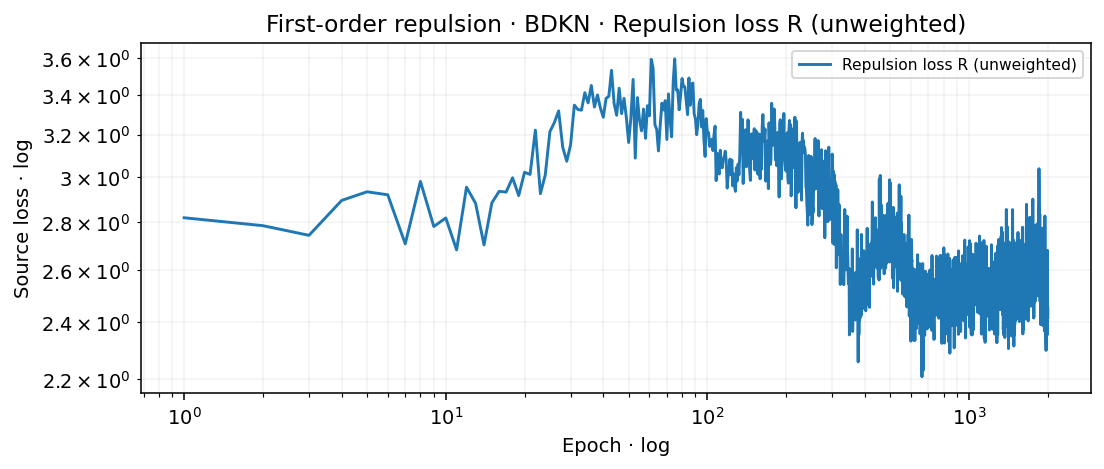 First-order repulsion · BDKN · Repulsion loss R (unweighted)
Repulsion loss R (unweighted)
Source loss · log
3.6 × 10⁰
3.4 × 10⁰
3.2 × 10⁰
3 × 10⁰
2.8 × 10⁰
2.6 × 10⁰
2.4 × 10⁰
2.2 × 10⁰
10⁰ 10¹ 10² 10³
Epoch · log